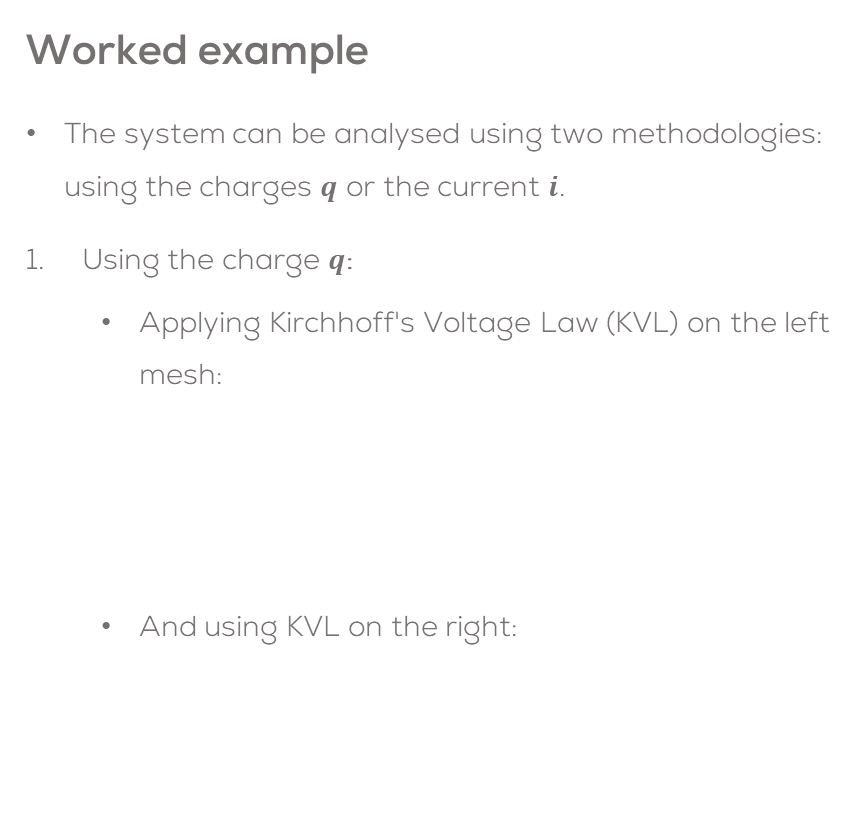 Worked example
• The system can be analysed using two methodologies:
using the charges q or the current i.
1. Using the charge q:
• Applying Kirchhoff's Voltage Law (KVL) on the left
mesh:
• And using KVL on the right: